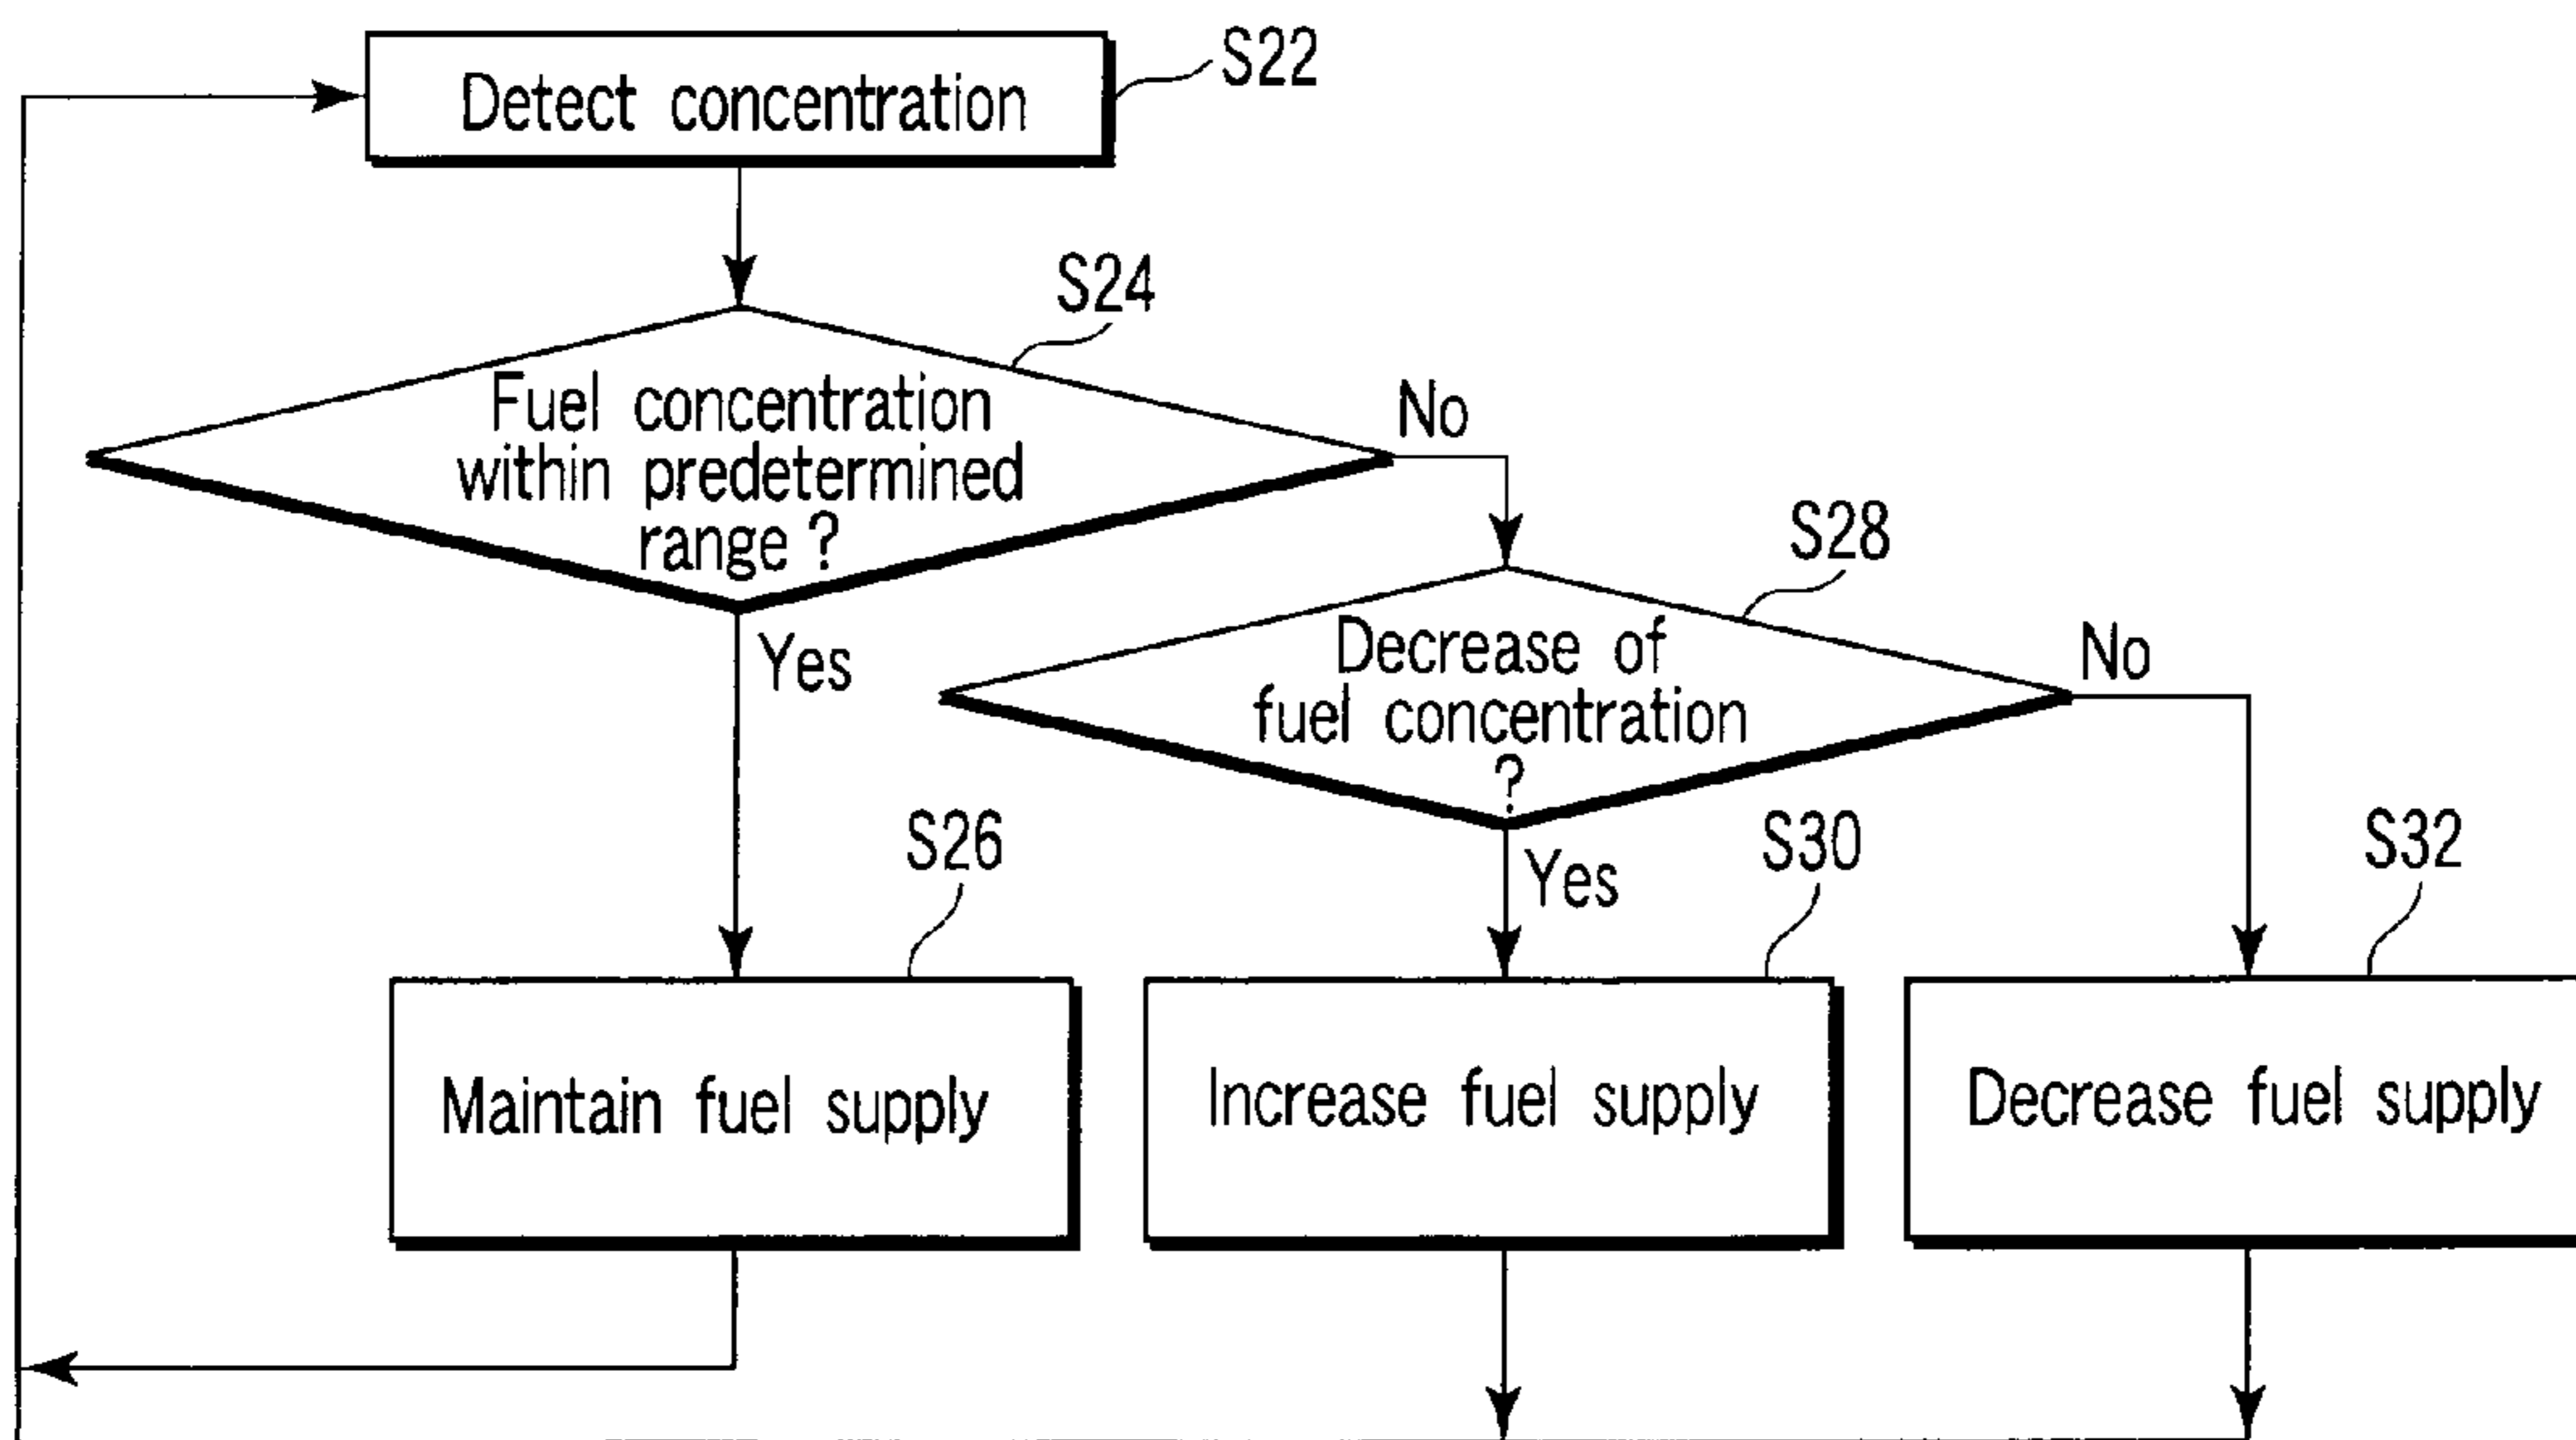 Detect concentration
S22
S24
Fuel concentration
within predetermined
range ?
No
Yes
S28
Decrease of
fuel concentration
?
No
Yes
S26
S30
S32
Maintain fuel supply
Increase fuel supply
Decrease fuel supply